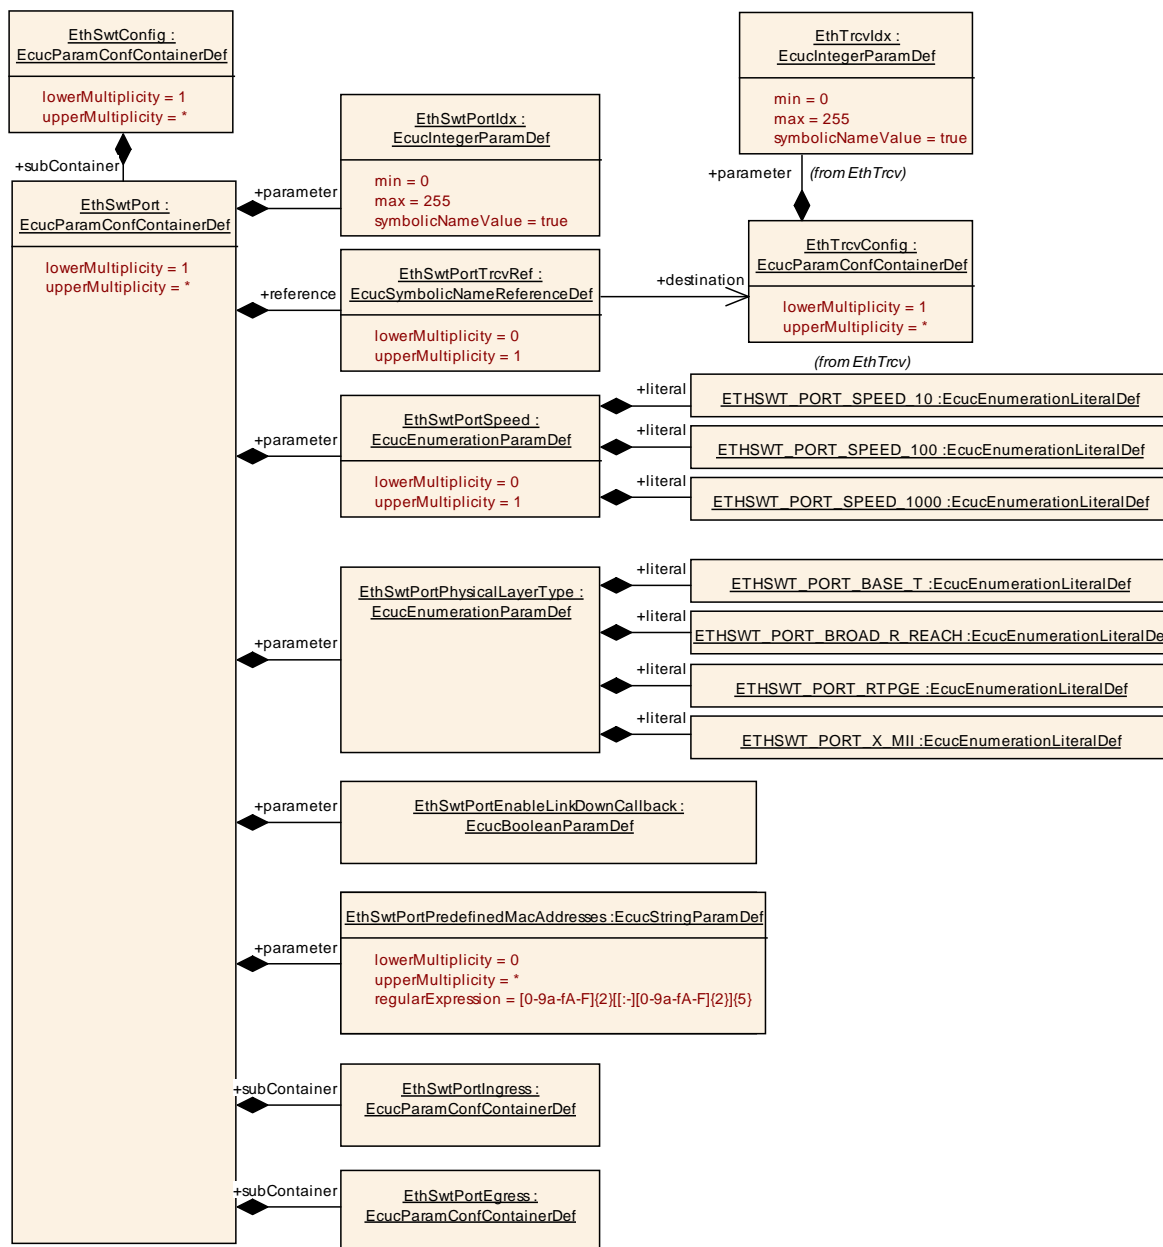 EthSwtConfig :
EcucParamConfContainerDef
lowerMultiplicity = 1
upperMultiplicity = *
+subContainer
EthSwtPort :
EcucParamConfContainerDef
lowerMultiplicity = 1
upperMultiplicity = *
+parameter
EthSwtPortIdx :
EcucIntegerParamDef
min = 0
max = 255
symbolicNameValue = true
EthTrcvIdx :
EcucIntegerParamDef
min = 0
max = 255
symbolicNameValue = true
+parameter
(from EthTrcv)
+reference
EthSwtPortTrcvRef :
EcucSymbolicNameReferenceDef
lowerMultiplicity = 0
upperMultiplicity = 1
+destination
EthTrcvConfig :
EcucParamConfContainerDef
lowerMultiplicity = 1
upperMultiplicity = *
(from EthTrcv)
+parameter
EthSwtPortSpeed :
EcucEnumerationParamDef
lowerMultiplicity = 0
upperMultiplicity = 1
+literal
ETHSWT_PORT_SPEED_10 :EcucEnumerationLiteralDef
+literal
ETHSWT_PORT_SPEED_100 :EcucEnumerationLiteralDef
+literal
ETHSWT_PORT_SPEED_1000 :EcucEnumerationLiteralDef
+parameter
EthSwtPortPhysicalLayerType :
EcucEnumerationParamDef
+literal
ETHSWT_PORT_BASE_T :EcucEnumerationLiteralDef
+literal
ETHSWT_PORT_BROAD_R_REACH :EcucEnumerationLiteralDe
+literal
ETHSWT_PORT_RTPGE :EcucEnumerationLiteralDef
+literal
ETHSWT_PORT_X_MII :EcucEnumerationLiteralDef
+parameter
EthSwtPortEnableLinkDownCallback :
EcucBooleanParamDef
+parameter
EthSwtPortPredefinedMacAddresses :EcucStringParamDef
lowerMultiplicity = 0
upperMultiplicity = *
regularExpression = [0-9a-fA-F]{2}[[:-][0-9a-fA-F]{2}]{5}
+subContainer
EthSwtPortIngress :
EcucParamConfContainerDef
+subContainer
EthSwtPortEgress :
EcucParamConfContainerDef